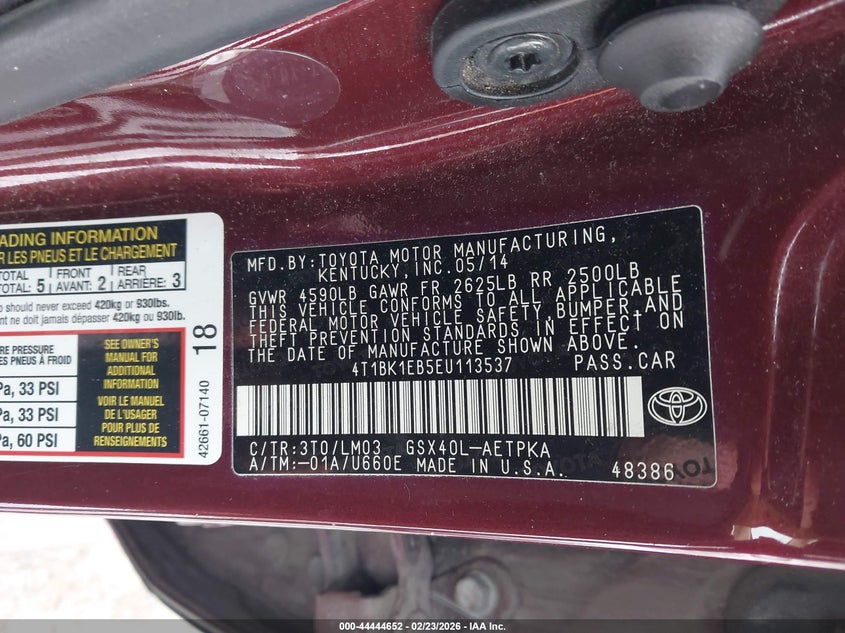 ADING INFORMATION
R LES PNEUS ET LE CHARGEMENT
TOTAL
TOTAL: 5
FRONT
AVANT: 2
REAR
ARRIÈRE: 3
should never exceed 420kg or 930lbs.
nt ne doit jamais dépasser 420kg ou 930lb.
RE PRESSURE
ES PNEUS À FROID
Pa, 33 PSI
Pa, 33 PSI
Pa, 60 PSI
SEE OWNER'S
MANUAL FOR
ADDITIONAL
INFORMATION
VOIR LE MANUEL
DE L'USAGER
POUR PLUS DE
RENSEIGNEMENTS
18
42661-07140
MFD.BY:TOYOTA MOTOR MANUFACTURING,
KENTUCKY,INC.05/14
GVWR 4590LB GAWR FR 2625LB RR 2500LB
THIS VEHICLE CONFORMS TO ALL APPLICABLE
FEDERAL MOTOR VEHICLE SAFETY,BUMPER,AND
THEFT PREVENTION STANDARDS IN EFFECT ON
THE DATE OF MANUFACTURE SHOWN ABOVE.
4T1BK1EB5EU113537 PASS.CAR
C/TR:3T0/LM03 GSX40L-AETPKA
A/TM:-01A/U660E MADE IN U.S.A. 48386
000-44444652 - 02/23/2026 - IAA Inc.